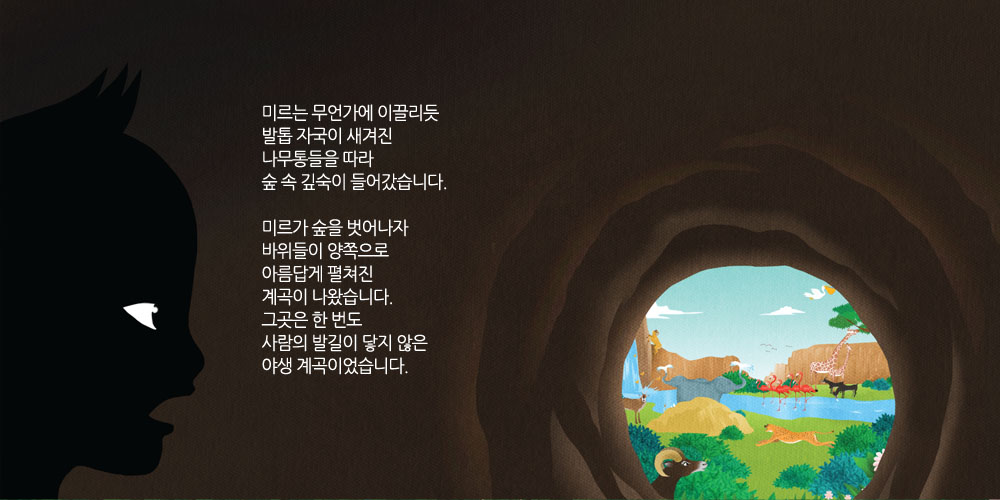 미르는 무언가에 이끌리듯
발톱 자국이 새겨진
나무통들을 따라
숲 속 깊숙이 들어갔습니다.
미르가 숲을 벗어나자
바위들이 양쪽으로
아름답게 펼쳐진
계곡이 나왔습니다.
그곳은 한 번도
사람의 발길이 닿지 않은
야생 계곡이었습니다.